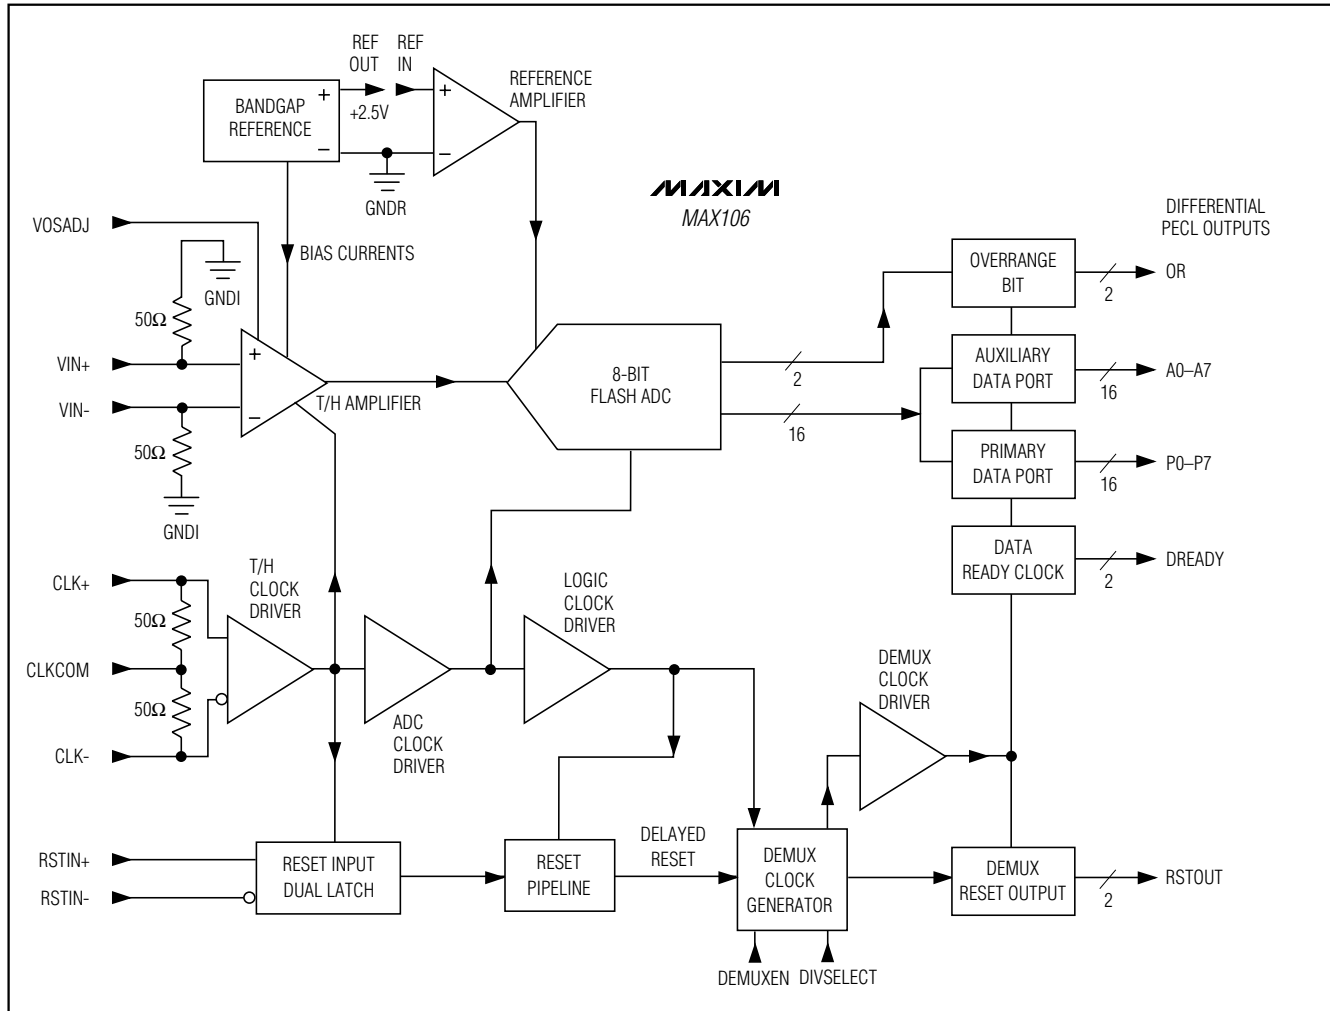 REF
OUT
REF
IN
REFERENCE
AMPLIFIER
BANDGAP
REFERENCE
+
−
+2.5V
+
−
GNDR
MAXIM
MAX106
DIFFERENTIAL
PECL OUTPUTS
VOSADJ
BIAS CURRENTS
GNDI
50Ω
VIN+
+
VIN-
−
T/H AMPLIFIER
50Ω
GNDI
8-BIT
FLASH ADC
2
16
OVERRANGE
BIT
2
OR
AUXILIARY
DATA PORT
16
A0–A7
PRIMARY
DATA PORT
16
P0–P7
DATA
READY CLOCK
2
DREADY
CLK+
T/H
CLOCK
DRIVER
50Ω
CLKCOM
50Ω
CLK-
ADC
CLOCK
DRIVER
LOGIC
CLOCK
DRIVER
DEMUX
CLOCK
DRIVER
RSTIN+
RSTIN-
RESET INPUT
DUAL LATCH
RESET
PIPELINE
DELAYED
RESET
DEMUX
CLOCK
GENERATOR
DEMUX
RESET OUTPUT
2
RSTOUT
DEMUXEN
DIVSELECT